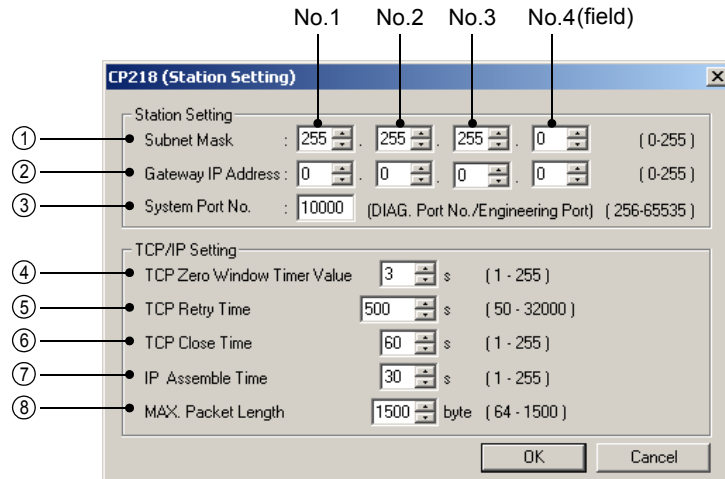 No.1 No.2 No.3 No.4(field)
CP218 (Station Setting)
Station Setting
① Subnet Mask : 255 . 255 . 255 . 0 ( 0-255 )
② Gateway IP Address : 0 . 0 . 0 . 0 ( 0-255 )
③ System Port No. : 10000 (DIAG. Port No./Engineering Port) ( 256-65535 )
TCP/IP Setting
④ TCP Zero Window Timer Value 3 s ( 1 - 255 )
⑤ TCP Retry Time 500 s ( 50 - 32000 )
⑥ TCP Close Time 60 s ( 1 - 255 )
⑦ IP Assemble Time 30 s ( 1 - 255 )
⑧ MAX. Packet Length 1500 byte ( 64 - 1500 )
OK Cancel